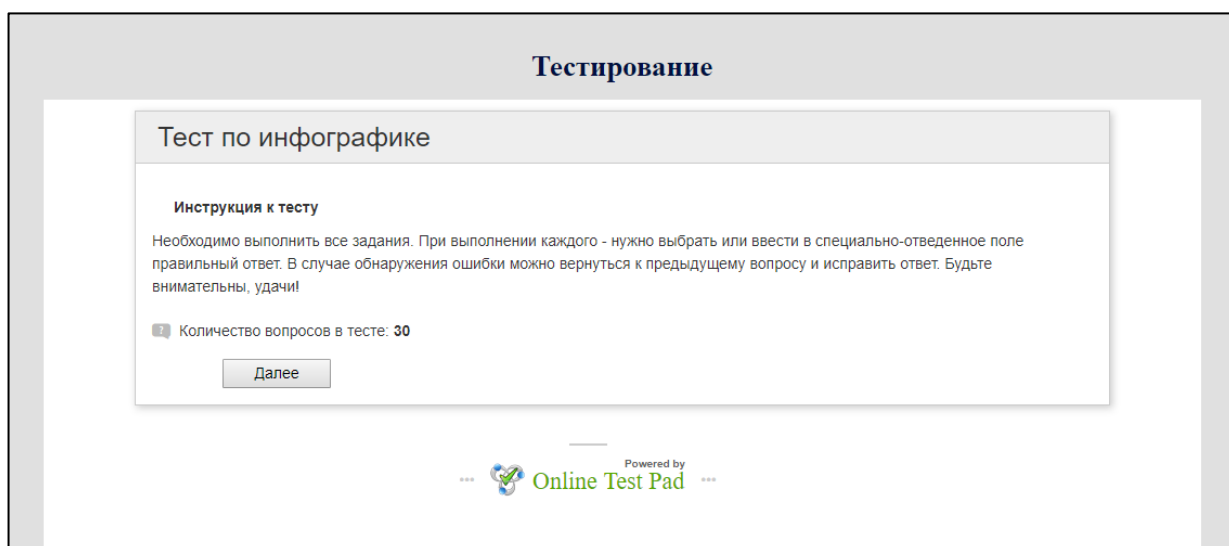 Тестирование
Тест по инфографике
Инструкция к тесту
Необходимо выполнить все задания. При выполнении каждого - нужно выбрать или ввести в специально-отведенное поле
правильный ответ. В случае обнаружения ошибки можно вернуться к предыдущему вопросу и исправить ответ. Будьте
внимательны, удачи!
Количество вопросов в тесте: 30
Далее
Powered by
Online Test Pad